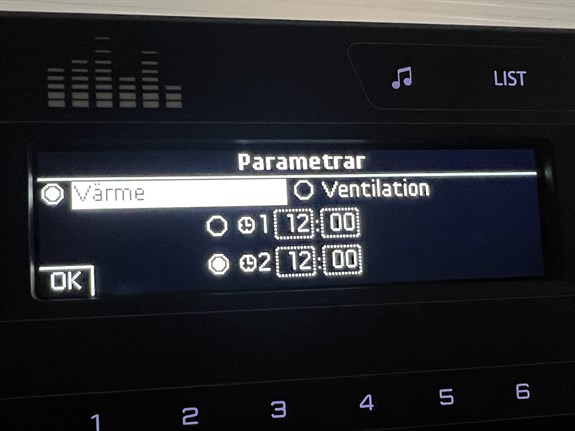 LIST
Parametrar
Värme Ventilation
1 12:00
2 12:00
OK
1 2 3 4 5 6